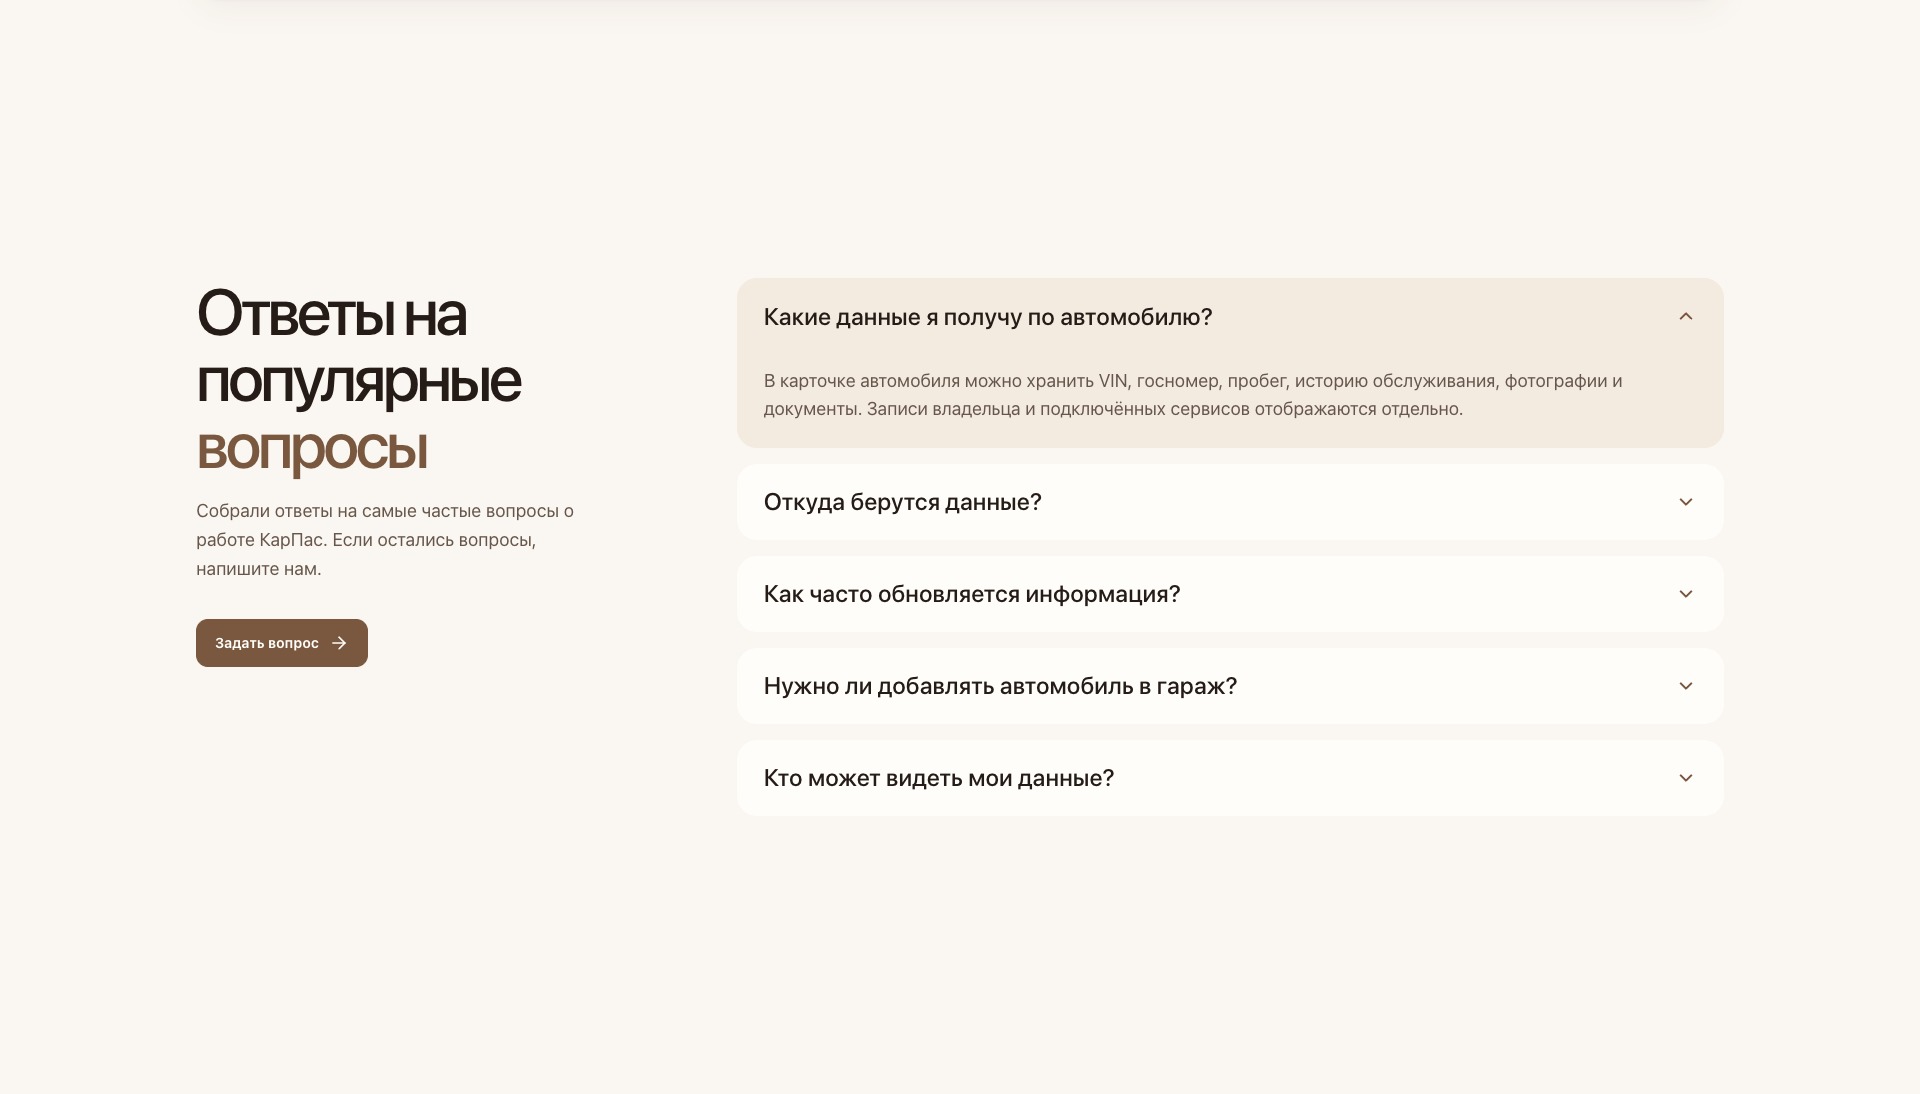 Ответы на
популярные
вопросы
Собрали ответы на самые частые вопросы о
работе КарПас. Если остались вопросы,
напишите нам.
Задать вопрос
Какие данные я получу по автомобилю?
В карточке автомобиля можно хранить VIN, госномер, пробег, историю обслуживания, фотографии и
документы. Записи владельца и подключённых сервисов отображаются отдельно.
Откуда берутся данные?
Как часто обновляется информация?
Нужно ли добавлять автомобиль в гараж?
Кто может видеть мои данные?